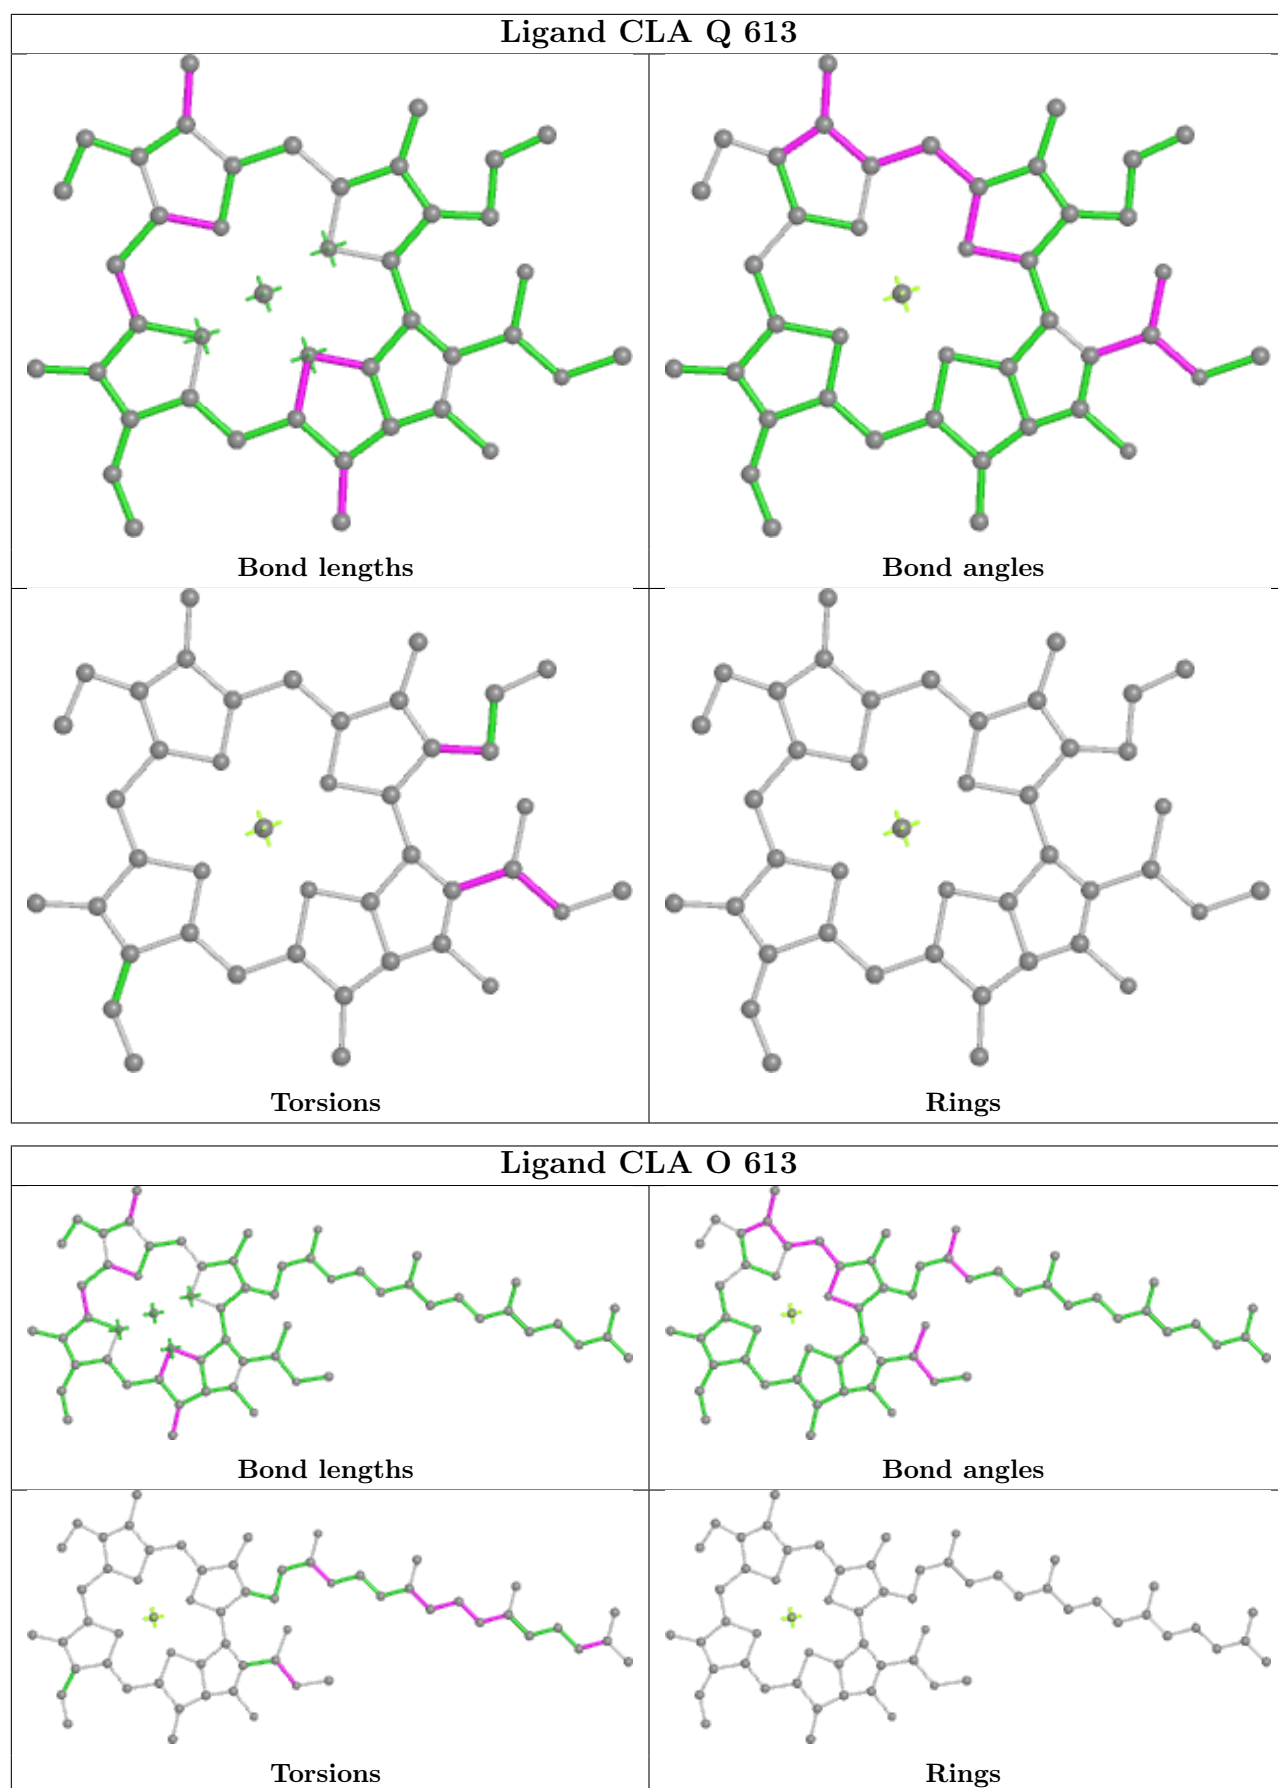 Ligand CLA Q 613
Bond lengths
Bond angles
Torsions
Rings
Ligand CLA O 613
Bond lengths
Bond angles
Torsions
Rings